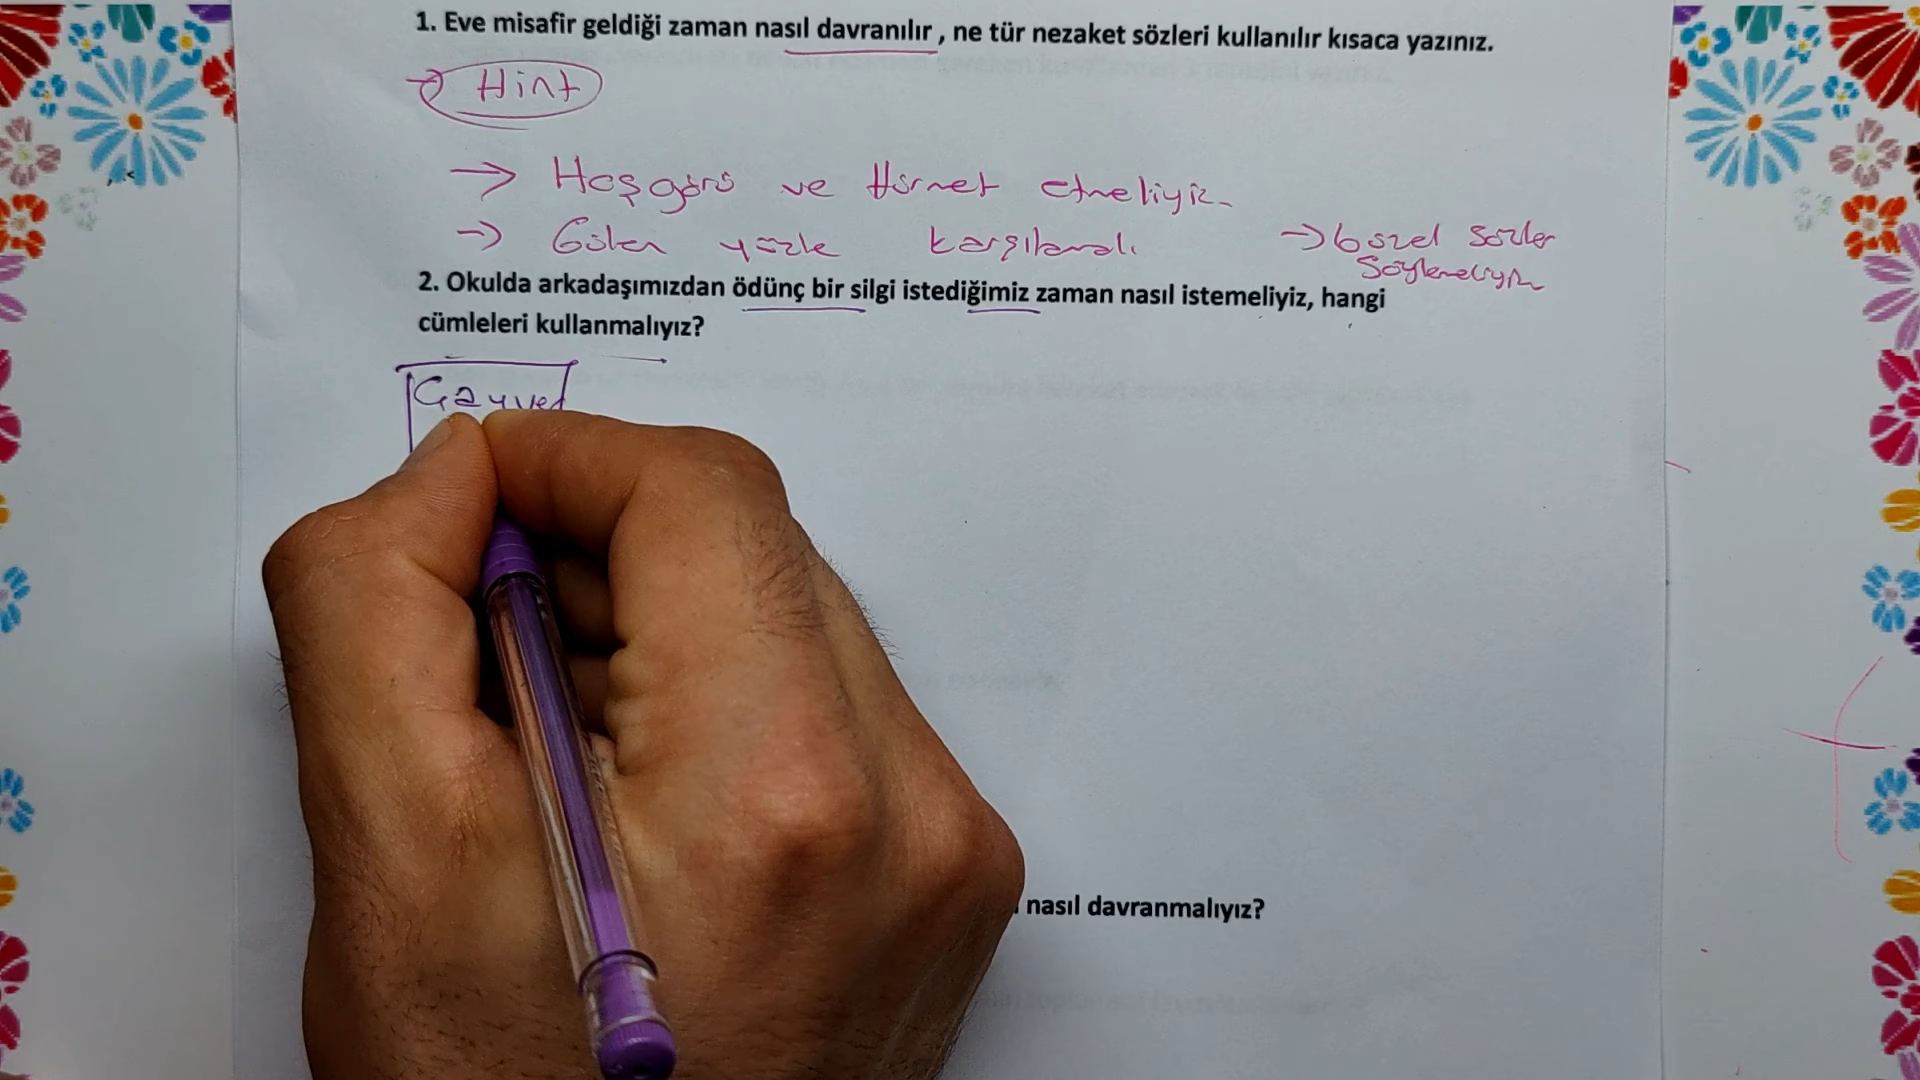 1. Eve misafir geldiği zaman nasıl davranılır , ne tür nezaket sözleri kullanılır kısaca yazınız.
→ Hint
→ Hoşgörü ve Hürmet etmeliyiz.
→ Güler yüzle karşılamalı → Güzel sözler
söylemeliyiz
2. Okulda arkadaşımızdan ödünç bir silgi istediğimiz zaman nasıl istemeliyiz, hangi
cümleleri kullanmalıyız?
nasıl davranmalıyız?